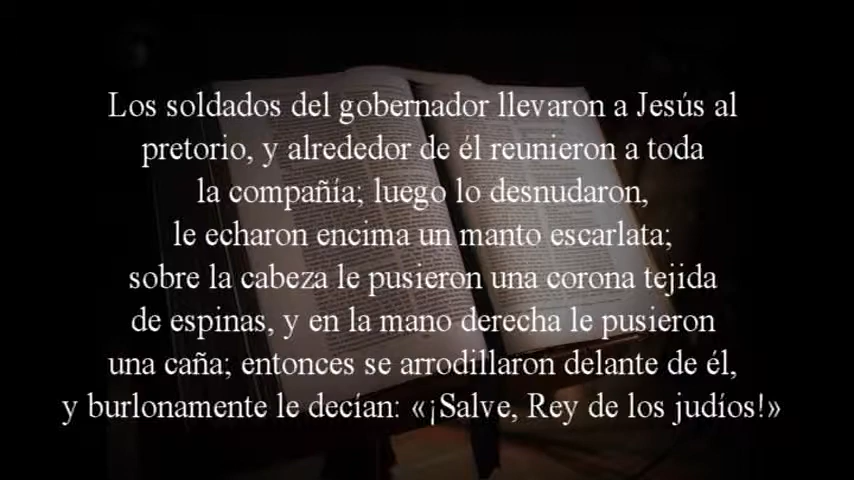 Los soldados del gobernador llevaron a Jesús al
pretorio, y alrededor de él reunieron a toda
la compañía; luego lo desnudaron,
le echaron encima un manto escarlata;
sobre la cabeza le pusieron una corona tejida
de espinas, y en la mano derecha le pusieron
una caña; entonces se arrodillaron delante de él,
y burlonamente le decían: «¡Salve, Rey de los judíos!»